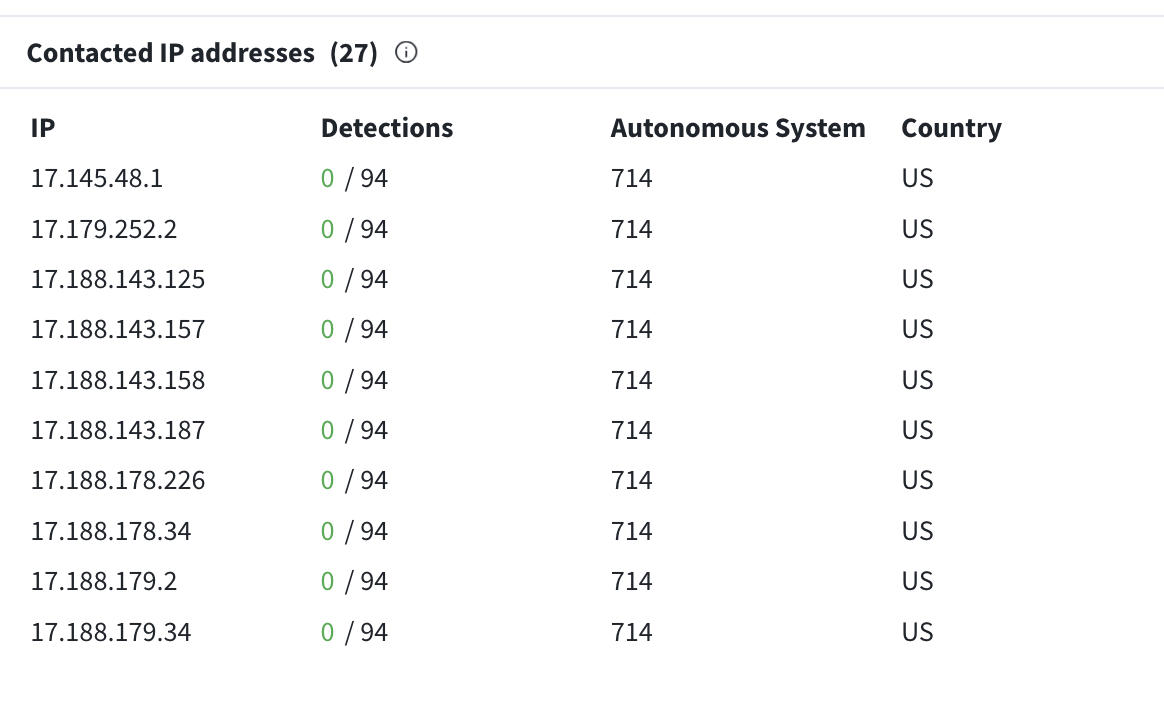 Contacted IP addresses (27)
IP Detections Autonomous System Country
17.145.48.1 0 / 94 714 US
17.179.252.2 0 / 94 714 US
17.188.143.125 0 / 94 714 US
17.188.143.157 0 / 94 714 US
17.188.143.158 0 / 94 714 US
17.188.143.187 0 / 94 714 US
17.188.178.226 0 / 94 714 US
17.188.178.34 0 / 94 714 US
17.188.179.2 0 / 94 714 US
17.188.179.34 0 / 94 714 US